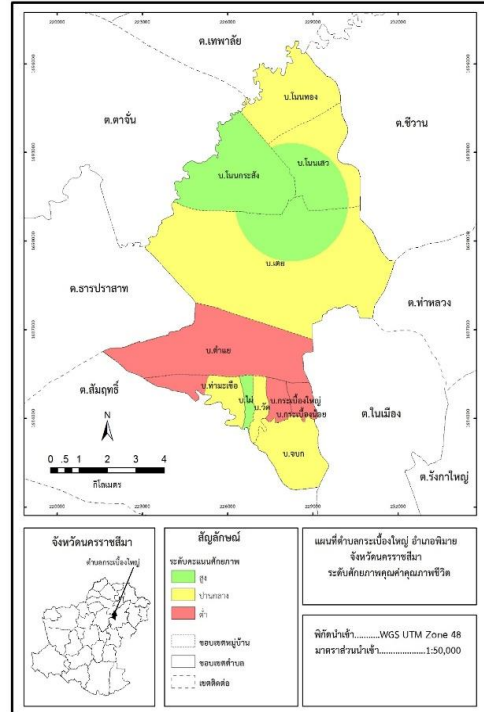 220000 223000 226000 229000 232000
ต.เทพาลัย
บ.โนนทอง
ต.ตาจั่น
ต.ชีวาน
บ.โนนเสว
บ.โนนกระสัง
บ.เตย
ต.ธารปราสาท
ต.ท่าหลวง
บ.ตำแย
ต.สัมฤทธิ์
บ.ท่ามะเขือ
บ.ไผ่
บ.วัด
บ.กระเบื้องใหญ่
บ.กระเบื้องน้อย
ต.ในเมือง
N
บ.จบก
0 .5 1 2 3 4
กิโลเมตร
ต.รังกาใหญ่
จังหวัดนครราชสีมา
ตำบลกระเบื้องใหญ่
สัญลักษณ์
ระดับคะแนนศักยภาพ
สูง
ปานกลาง
ต่ำ
ขอบเขตหมู่บ้าน
ขอบเขตตำบล
เขตติดต่อ
แผนที่ตำบลกระเบื้องใหญ่ อำเภอพิมาย
จังหวัดนครราชสีมา
ระดับศักยภาพคุณค่าคุณภาพชีวิต
พิกัดนำเข้า..........WGS UTM Zone 48
มาตราส่วนนำเข้า....................1:50,000